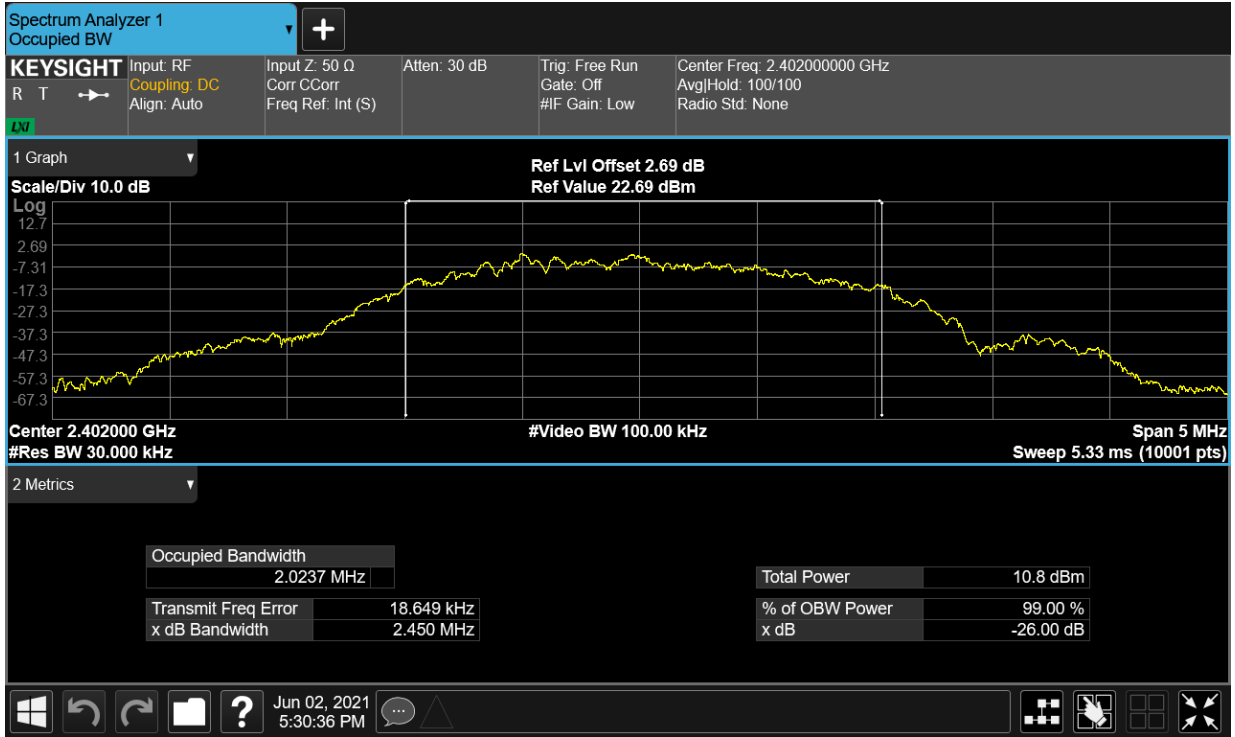 Spectrum Analyzer 1
Occupied BW
KEYSIGHT
R T
LXI
Input: RF
Coupling: DC
Align: Auto
Input Z: 50 Ω
Corr CCorr
Freq Ref: Int (S)
Atten: 30 dB
Trig: Free Run
Gate: Off
#IF Gain: Low
Center Freq: 2.402000000 GHz
Avg|Hold: 100/100
Radio Std: None
1 Graph
Scale/Div 10.0 dB
Ref Lvl Offset 2.69 dB
Ref Value 22.69 dBm
Log
12.7
2.69
-7.31
-17.3
-27.3
-37.3
-47.3
-57.3
-67.3
Center 2.402000 GHz
#Res BW 30.000 kHz
#Video BW 100.00 kHz
Span 5 MHz
Sweep 5.33 ms (10001 pts)
2 Metrics
Occupied Bandwidth
2.0237 MHz
Transmit Freq Error 18.649 kHz
x dB Bandwidth 2.450 MHz
Total Power 10.8 dBm
% of OBW Power 99.00 %
x dB -26.00 dB
?
Jun 02, 2021
5:30:36 PM